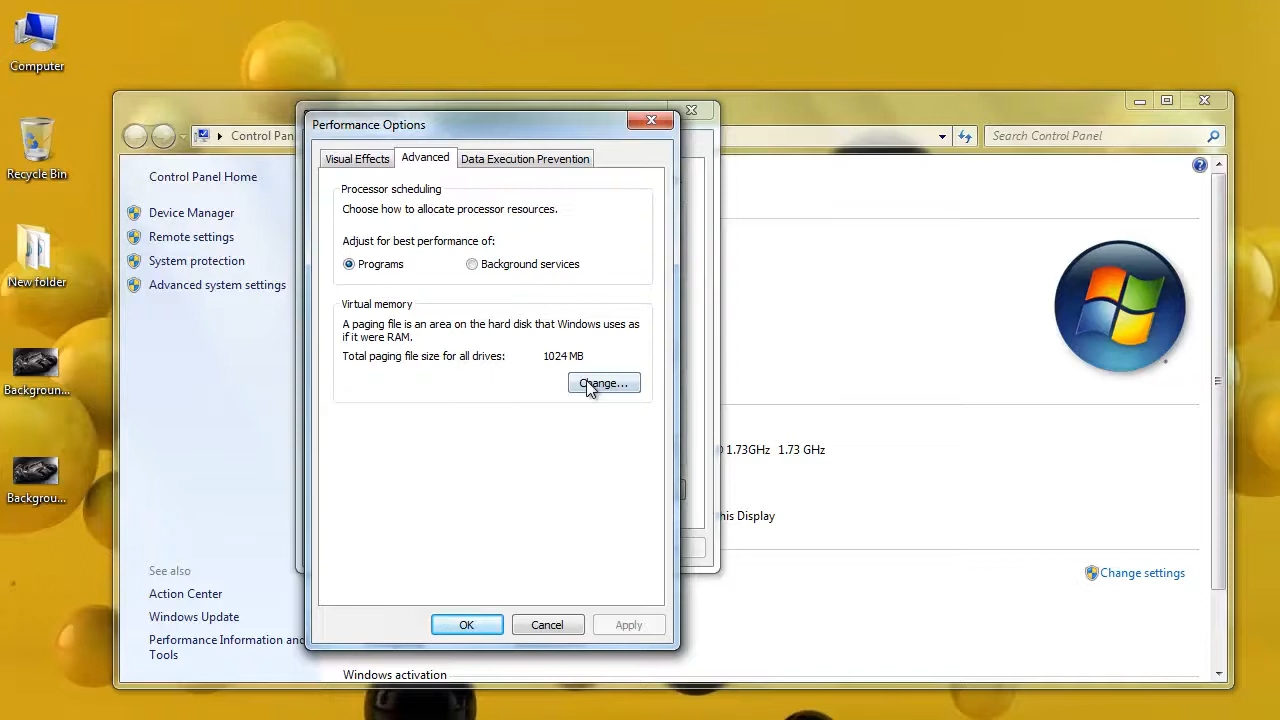 Computer
Recycle Bin
New folder
Backgroun...
Backgrou...
Control Pan
Search Control Panel
Control Panel Home
Device Manager
Remote settings
System protection
Advanced system settings
See also
Action Center
Windows Update
Performance Information and
Tools
Performance Options
Visual Effects
Advanced
Data Execution Prevention
Processor scheduling
Choose how to allocate processor resources.
Adjust for best performance of:
Programs
Background services
Virtual memory
A paging file is an area on the hard disk that Windows uses as
if it were RAM.
Total paging file size for all drives: 1024 MB
Change...
OK
Cancel
Apply
1.73GHz 1.73 GHz
his Display
Change settings
Windows activation